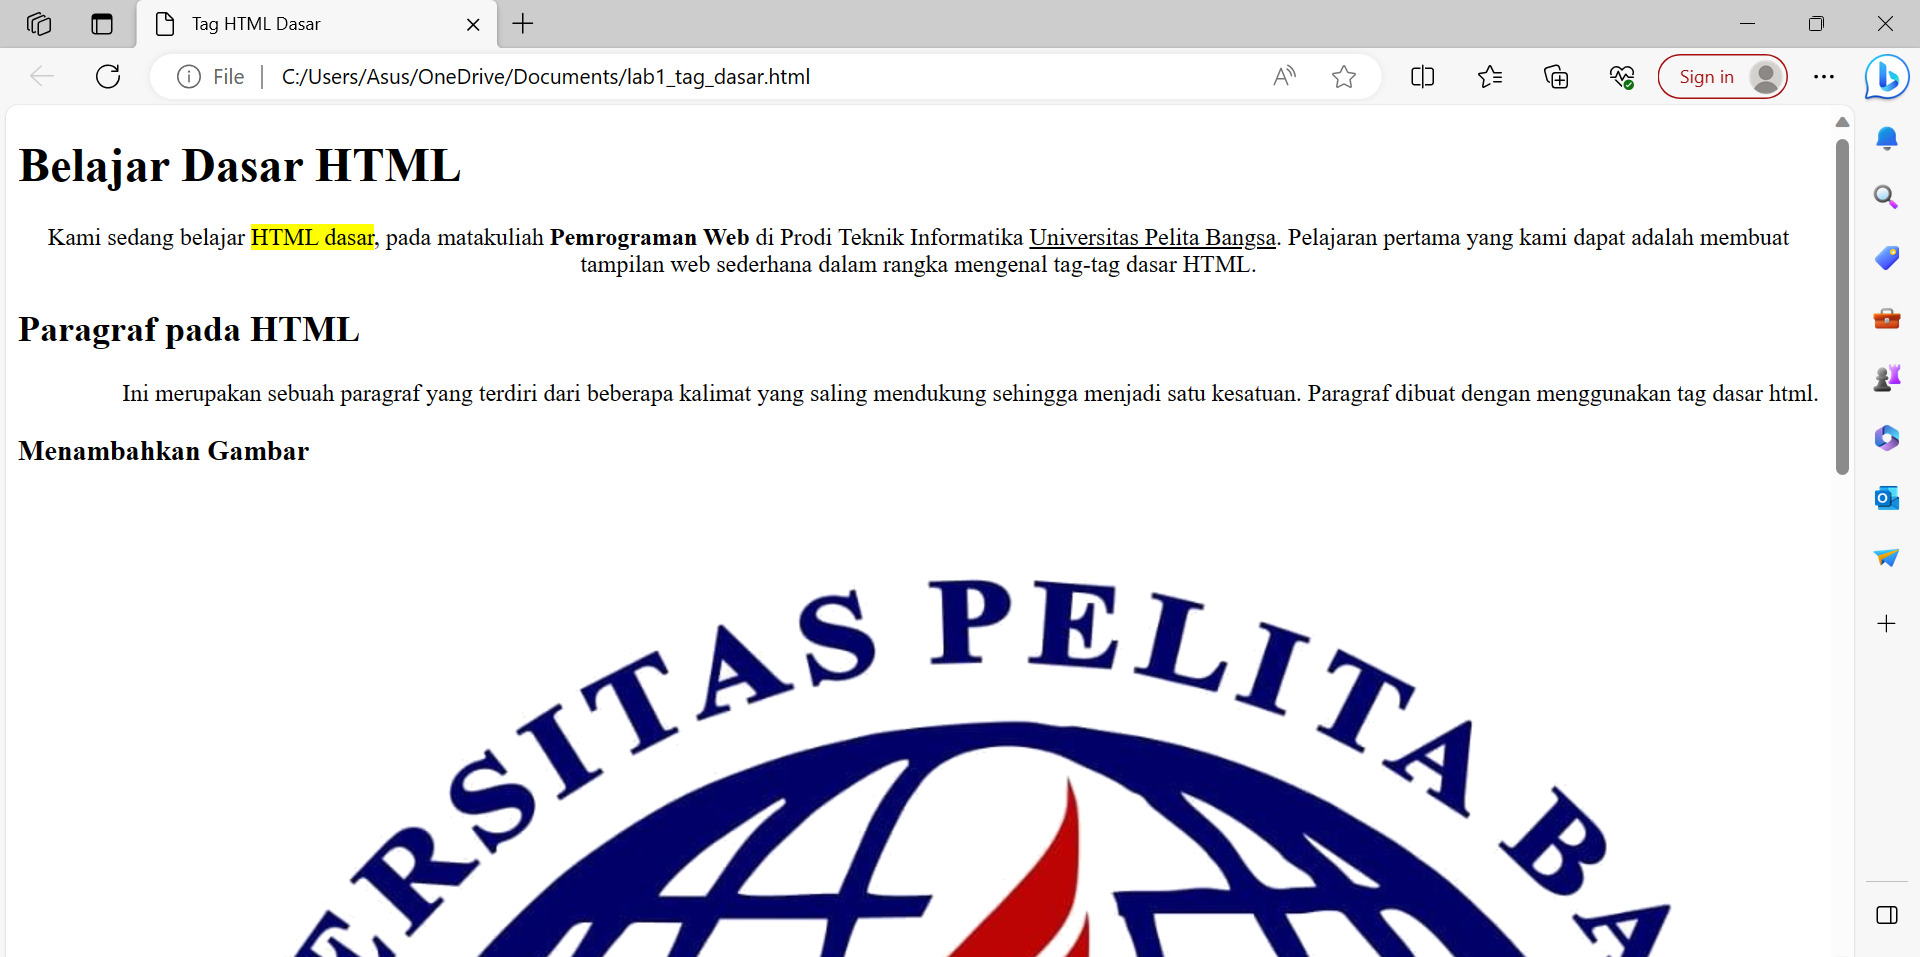 Tag HTML Dasar
File
C:/Users/Asus/OneDrive/Documents/lab1_tag_dasar.html
Sign in
Belajar Dasar HTML
Kami sedang belajar HTML dasar, pada matakuliah Pemrograman Web di Prodi Teknik Informatika Universitas Pelita Bangsa. Pelajaran pertama yang kami dapat adalah membuat
tampilan web sederhana dalam rangka mengenal tag-tag dasar HTML.
Paragraf pada HTML
Ini merupakan sebuah paragraf yang terdiri dari beberapa kalimat yang saling mendukung sehingga menjadi satu kesatuan. Paragraf dibuat dengan menggunakan tag dasar html.
Menambahkan Gambar
ERSITAS PELITA BA